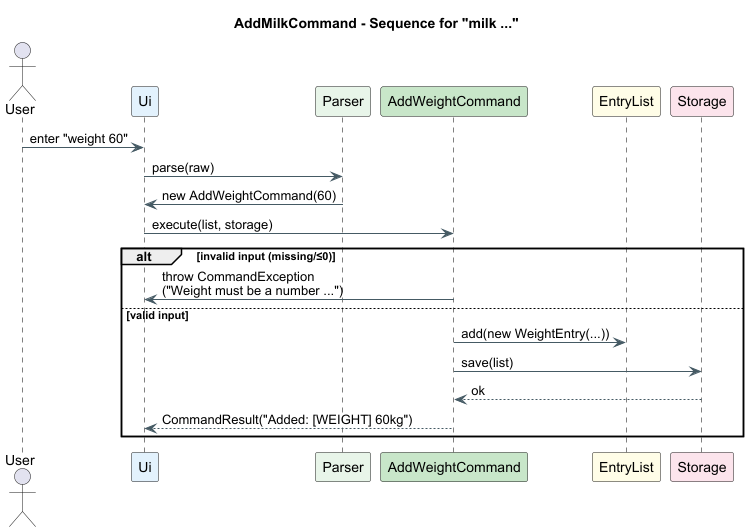 AddMilkCommand - Sequence for "milk ..."
User
Ui
Parser
AddWeightCommand
EntryList
Storage
enter "weight 60"
parse(raw)
new AddWeightCommand(60)
execute(list, storage)
alt
[invalid input (missing/≤0)]
throw CommandException
("Weight must be a number ...")
[valid input]
add(new WeightEntry(...))
save(list)
ok
CommandResult("Added: [WEIGHT] 60kg")
User
Ui
Parser
AddWeightCommand
EntryList
Storage